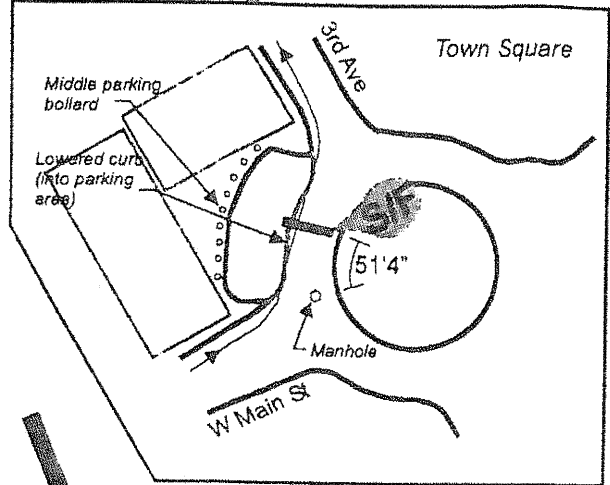 Town Square
3rd Ave
Middle parking
bollard
Lowered curb
(into parking
area)
SIF
51'4"
Manhole
W Main St